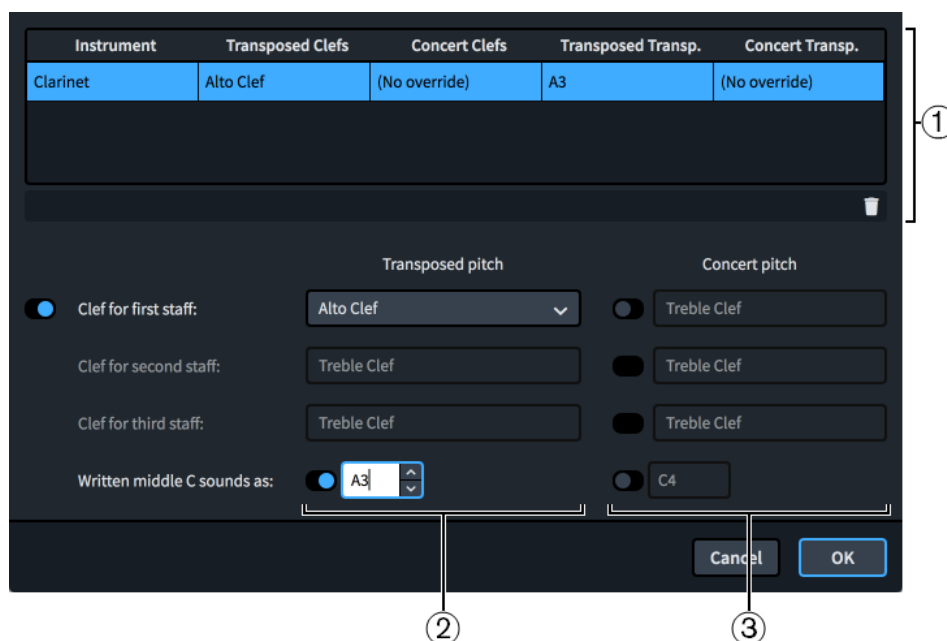 Instrument Transposed Clefs Concert Clefs Transposed Transp. Concert Transp.
Clarinet Alto Clef (No override) A3 (No override)
①
Transposed pitch Concert pitch
Clef for first staff: Alto Clef Treble Clef
Clef for second staff: Treble Clef Treble Clef
Clef for third staff: Treble Clef Treble Clef
Written middle C sounds as: A3 C4
Cancel OK
② ③